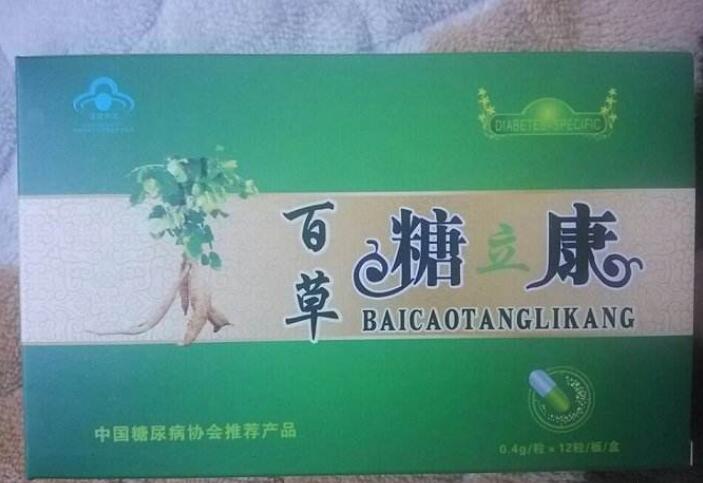 DIABETES-SPECIFIC
百草
糖立康
BAICAOTANGLIKANG
中国糖尿病协会推荐产品
0.4g/粒×12粒/板/盒